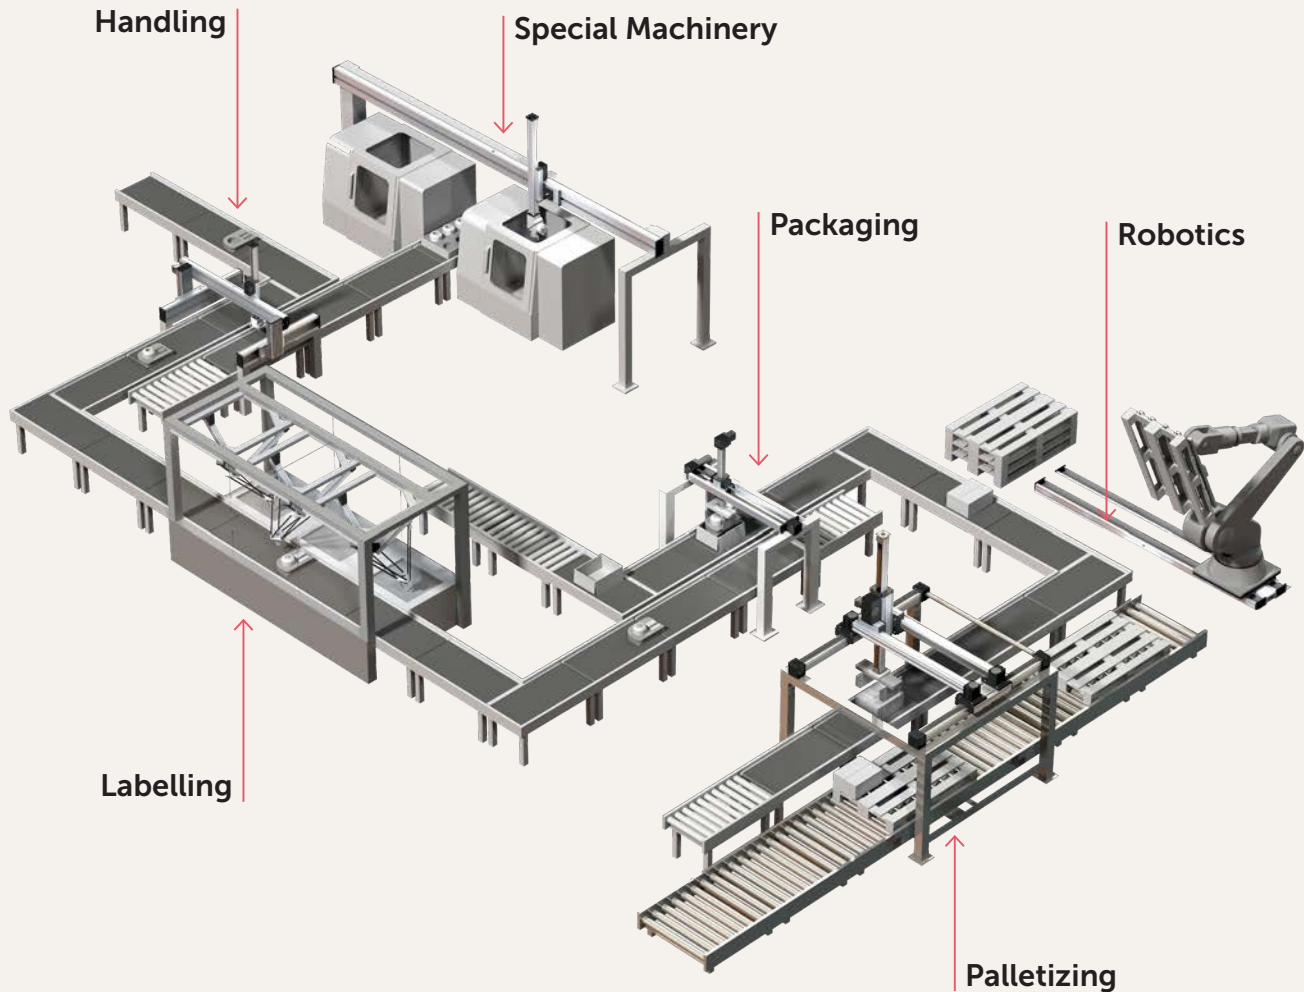 Handling
Special Machinery
Packaging
Robotics
Labelling
Palletizing